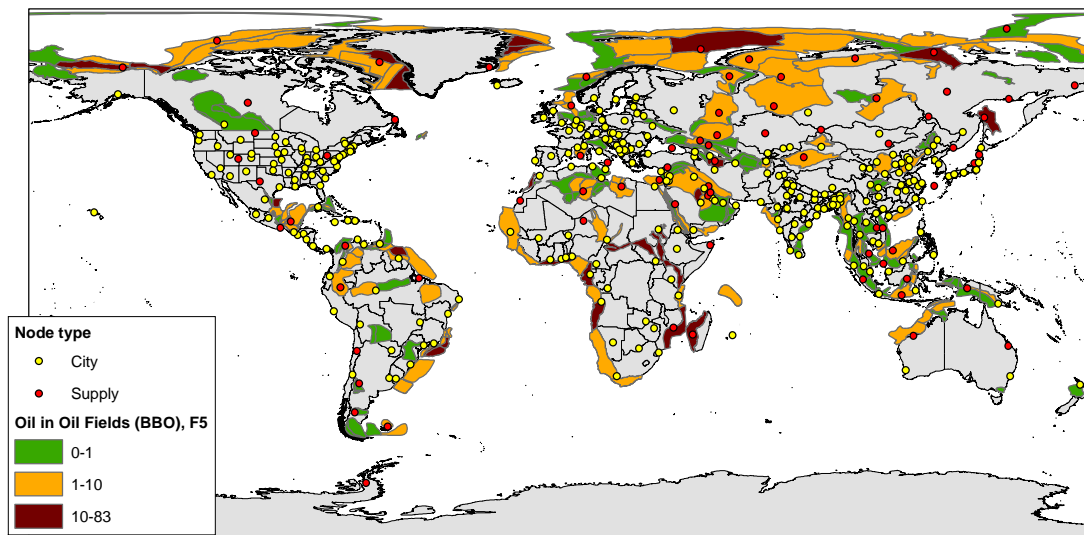 Node type
City
Supply
Oil in Oil Fields (BBO), F5
0-1
1-10
10-83